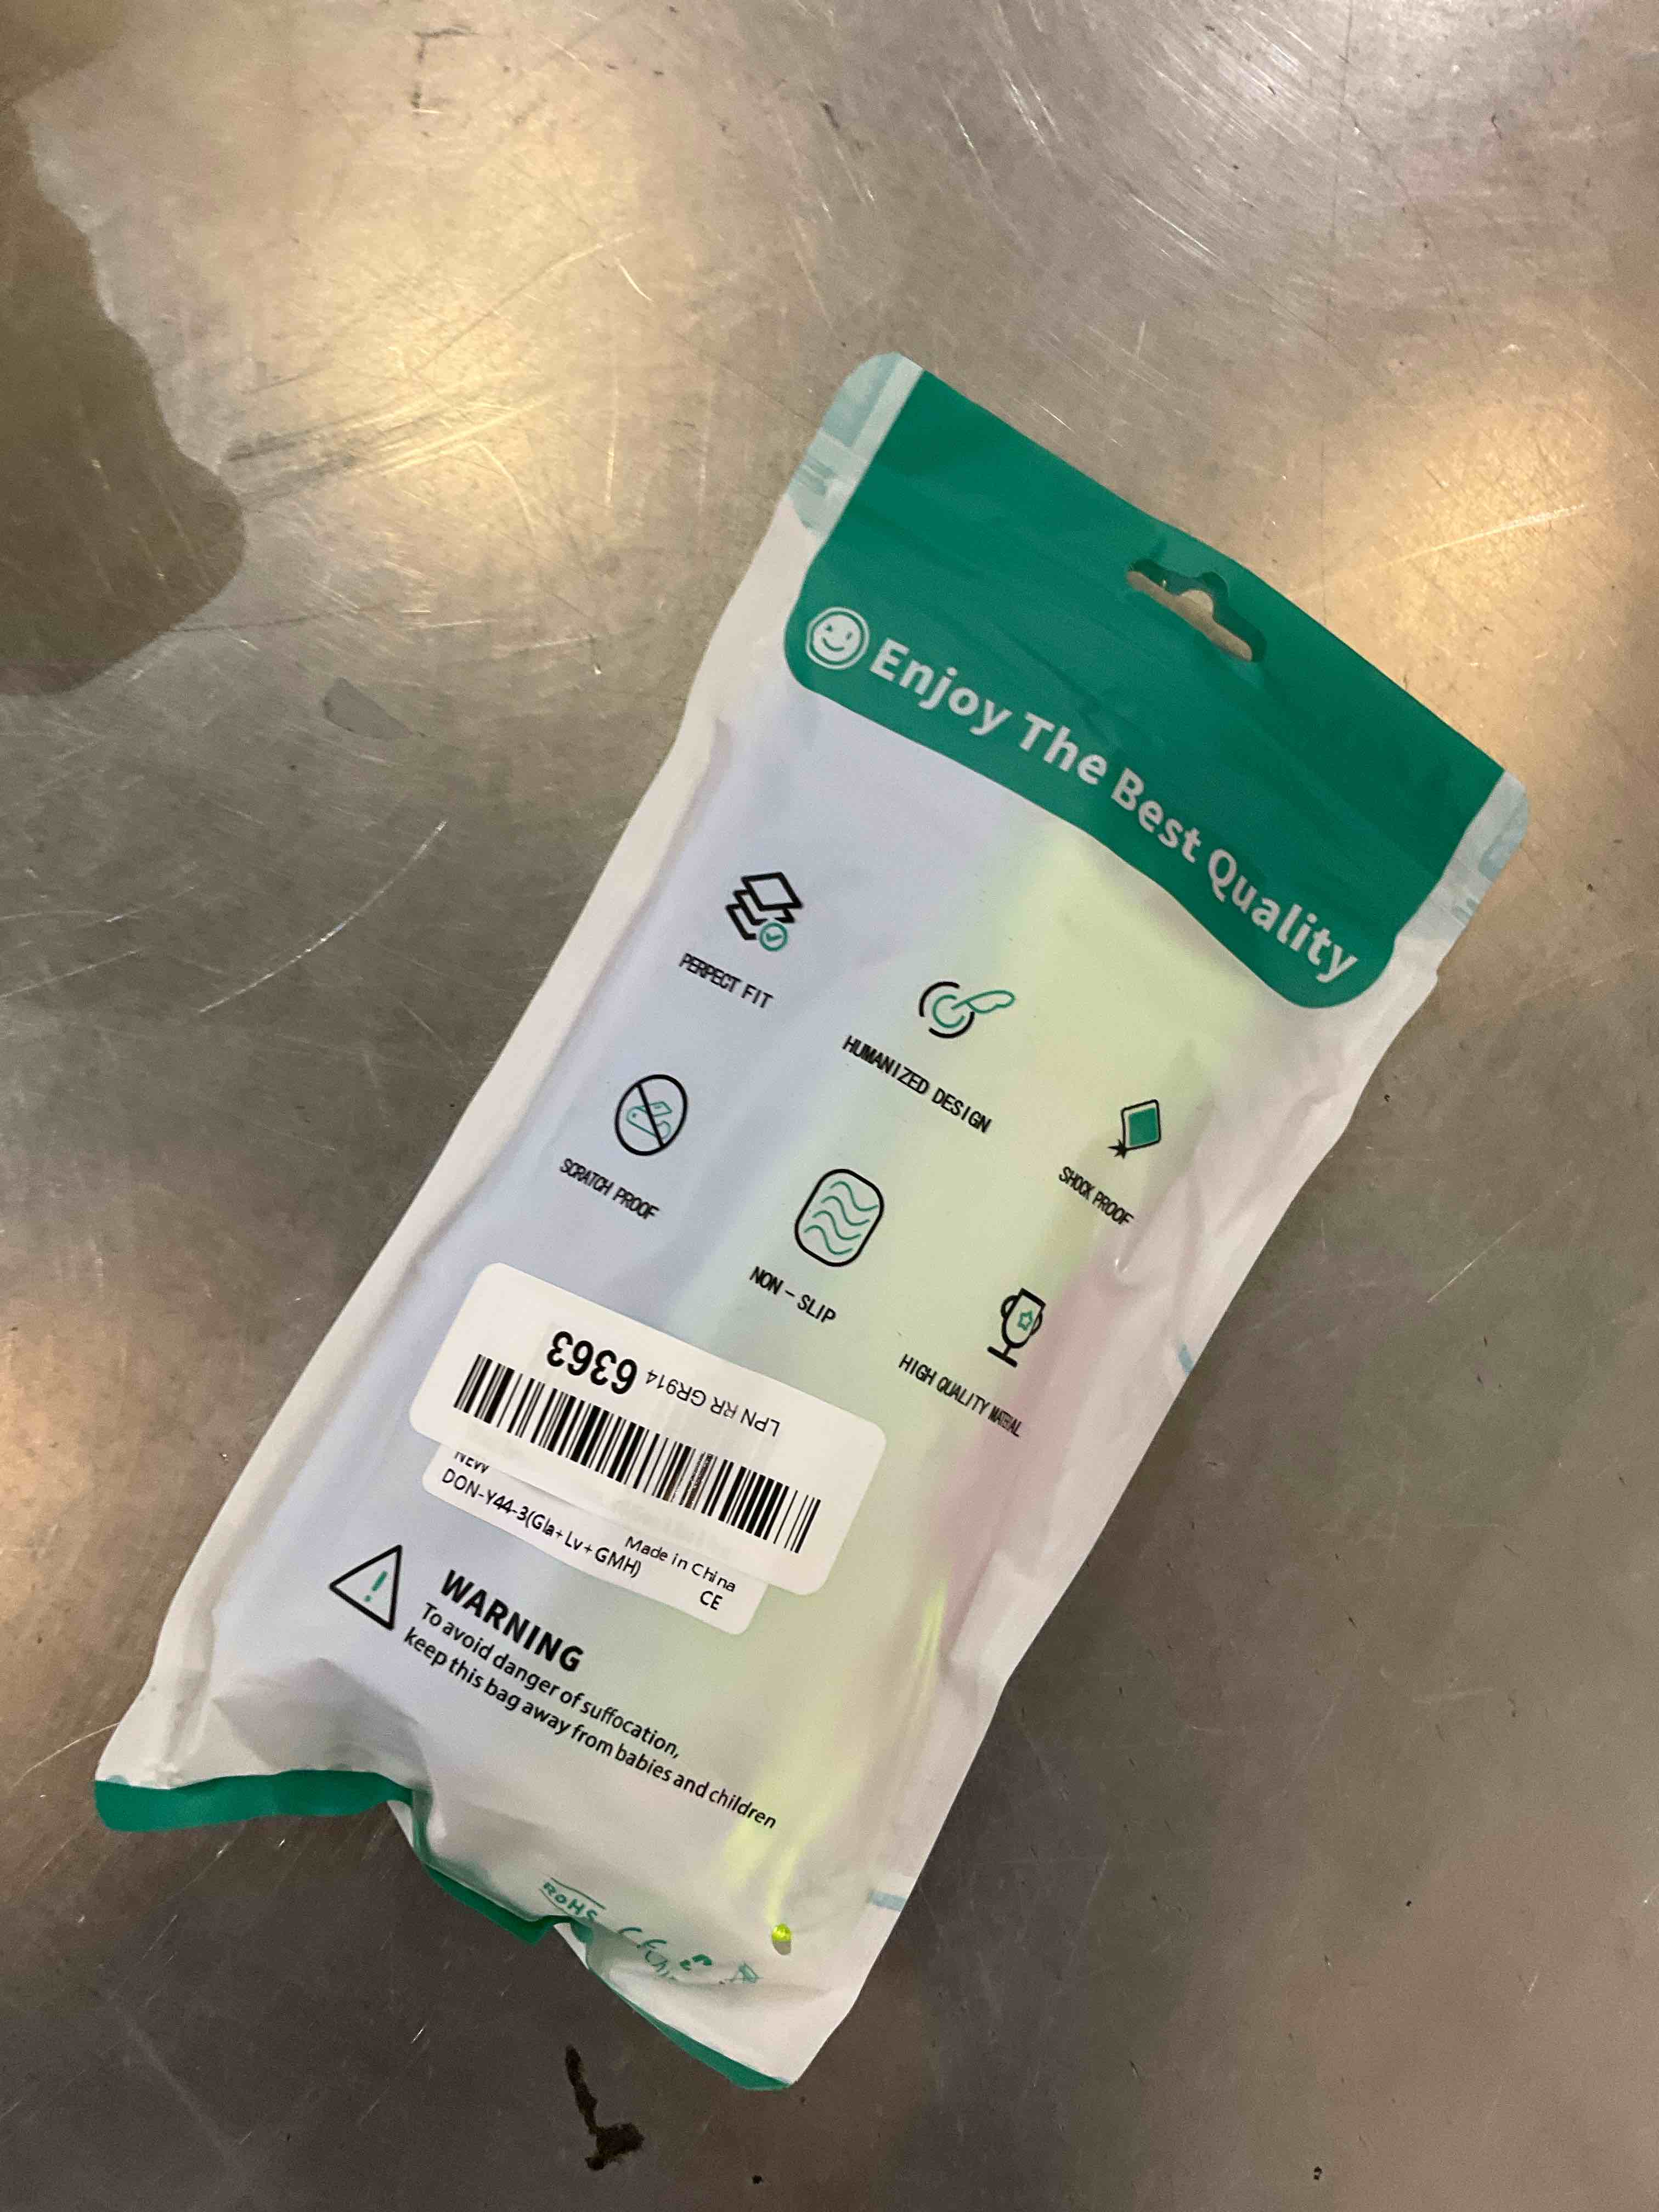 Enjoy The Best Quality
PERPECT FIT
HUMANIZED DESIGN
SHOCK PROOF
SCRATCH PROOF
NON-SLIP
HIGH QUALITY MATERIAL
LPN RR GR914 6363
NEW
DON-Y44-3(Gla+Lv+GMH)
Made in China
CE
WARNING
To avoid danger of suffocation,
keep this bag away from babies and children
RoHS CE